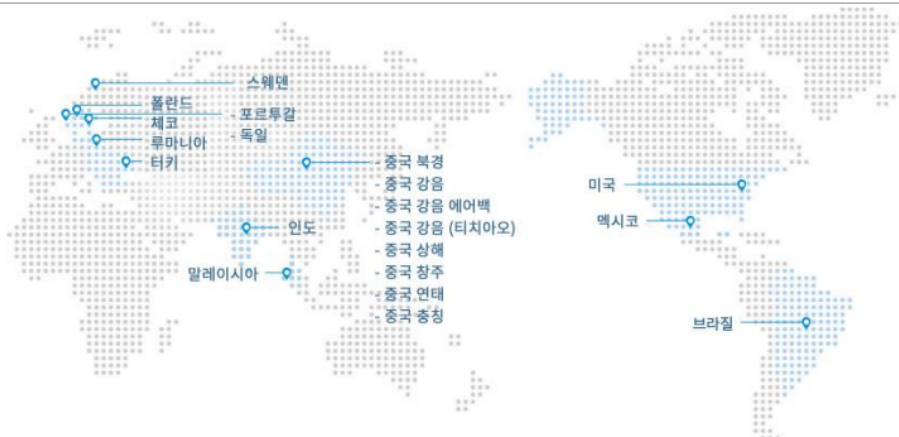 스웨덴
폴란드
- 포르투갈
체코
- 독일
루마니아
터키
- 중국 북경
- 중국 강음
- 중국 강음 에어백
- 중국 강음 (티치아오)
- 중국 상해
- 중국 창주
- 중국 연태
- 중국 충칭
인도
말레이시아
미국
멕시코
브라질